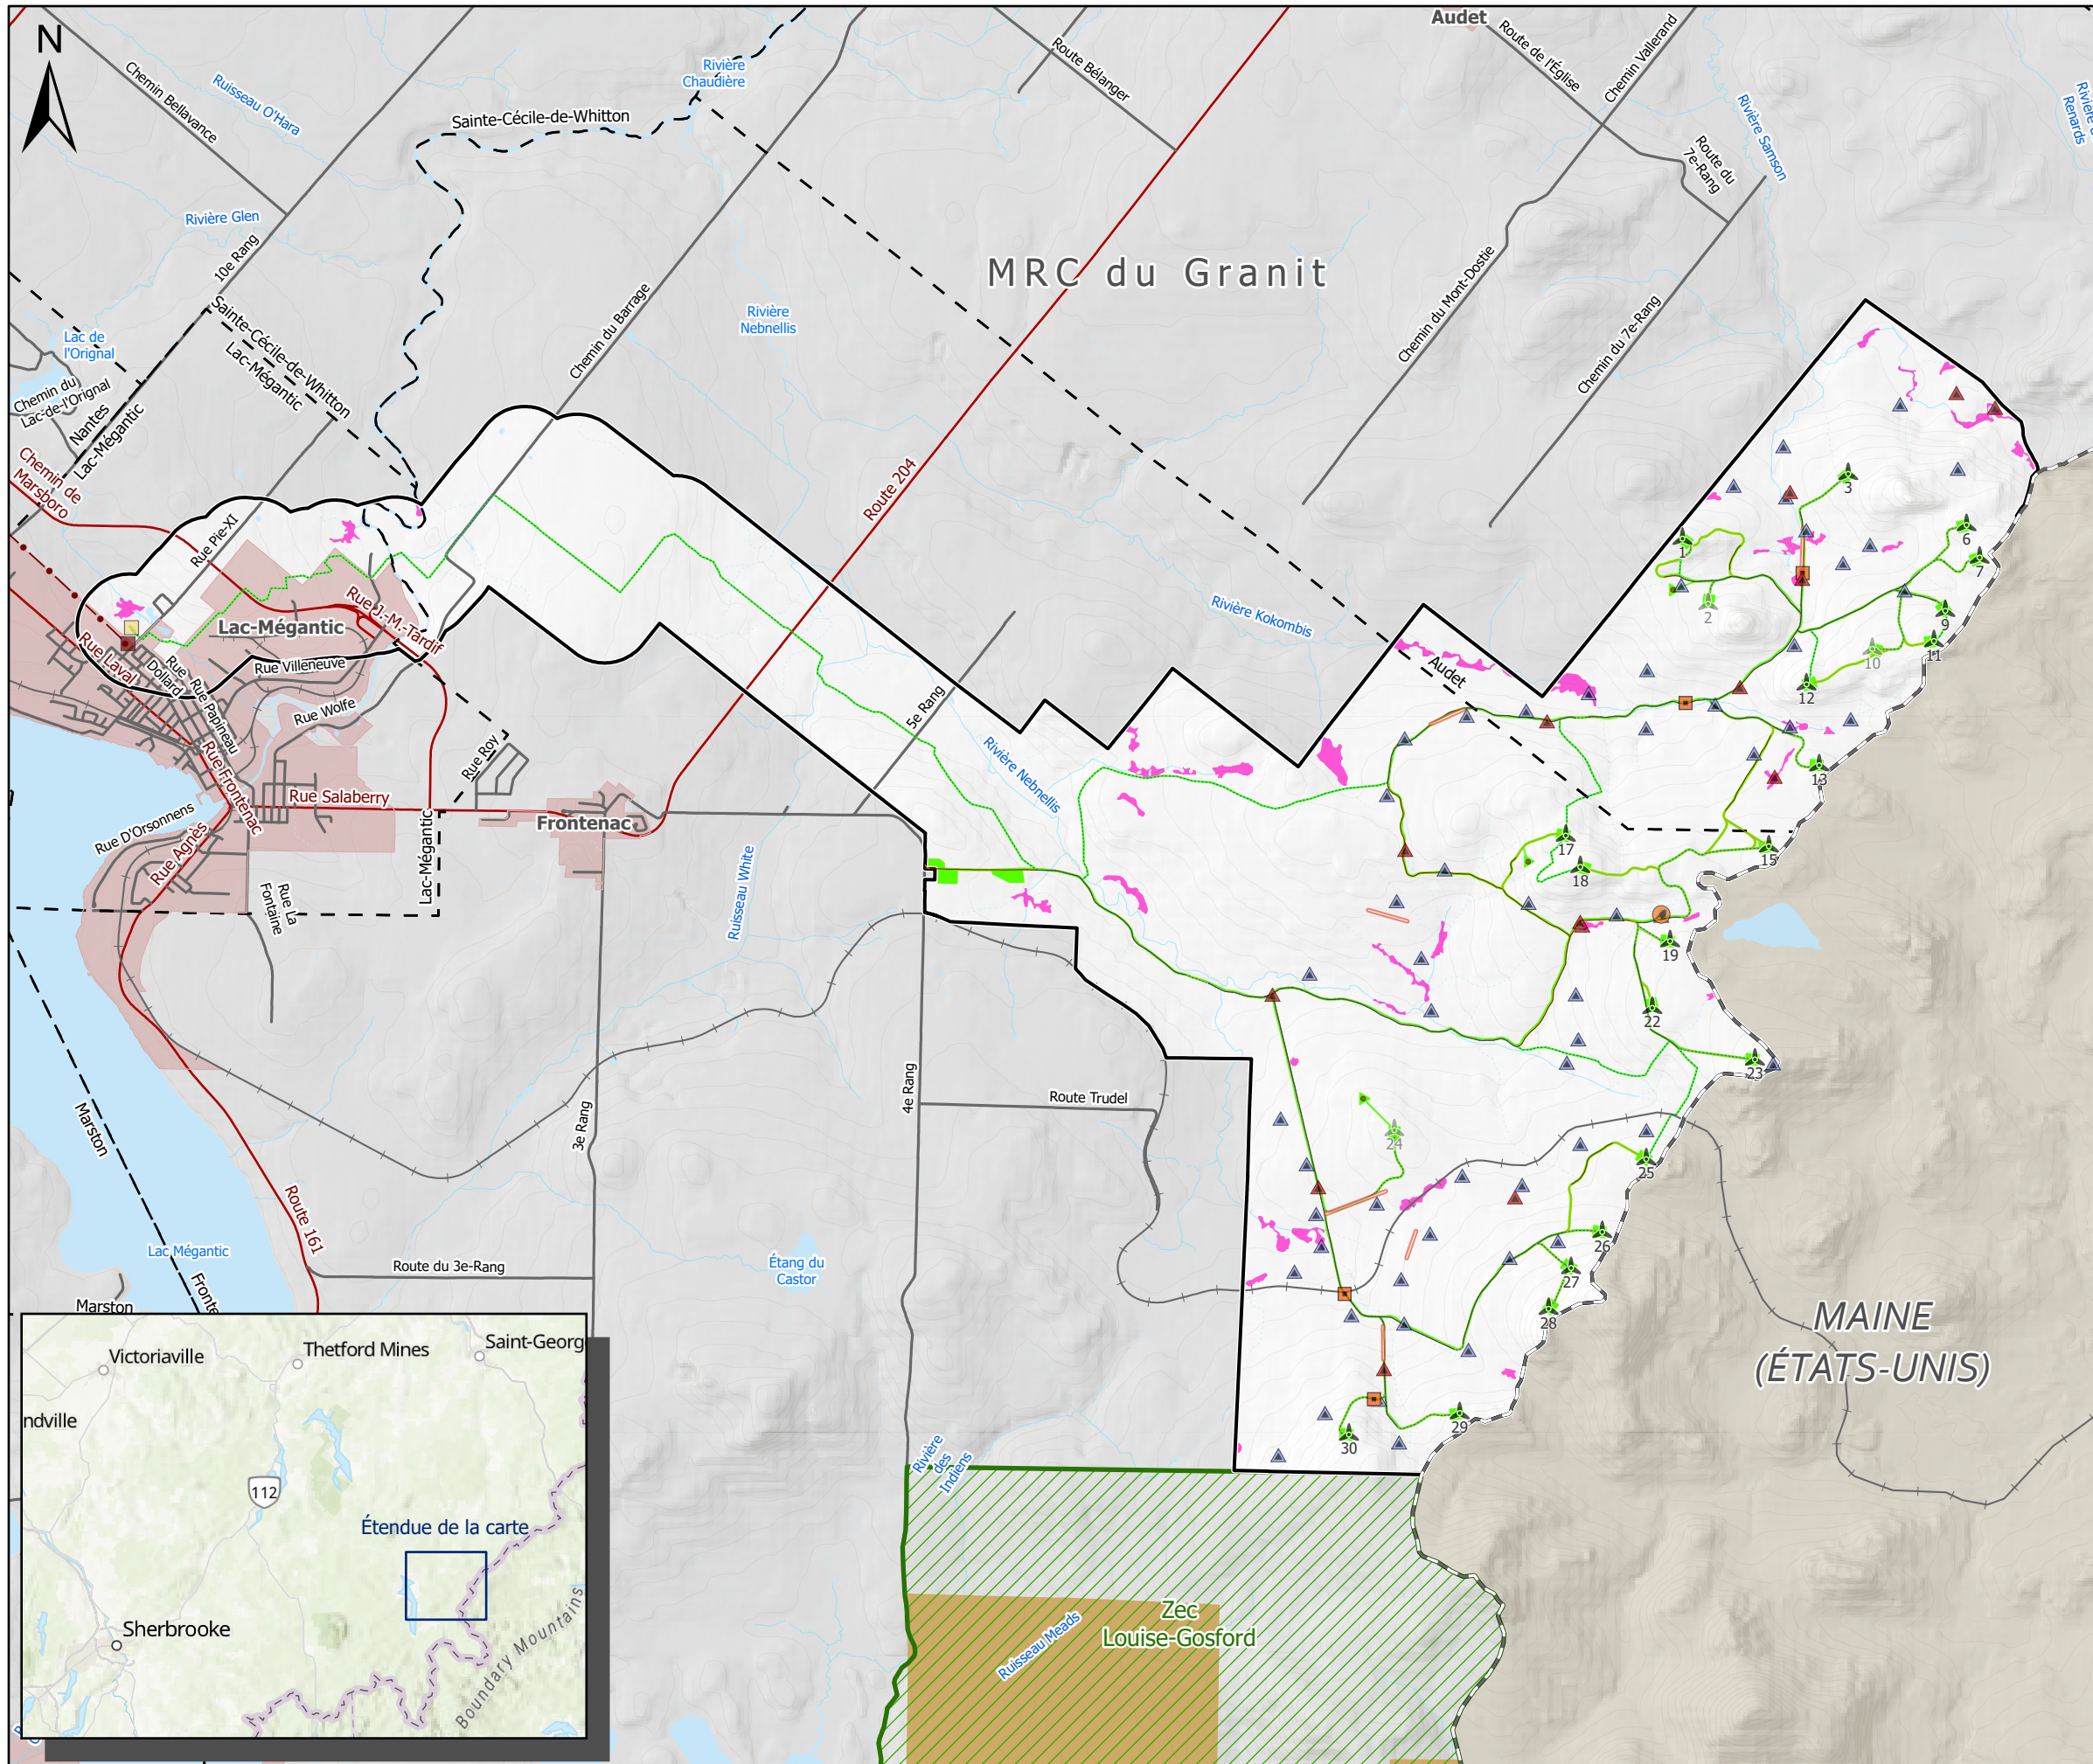 N
Audet
Route de l'Église
Chemin Vallerand
Route Bélanger
Chemin Bellavance
Ruisseau O'Hara
Rivière
Chaudière
Sainte-Cécile-de-Whitton
Rivière Samson
Route du
7e-Rang
Renards
Rivière Glen
10e Rang
MRC du Granit
Rivière
Nebnellis
Chemin du Barrage
Chemin du Mont-Dostie
Chemin du 7e-Rang
Lac de
l'Orignal
Chemin du
Lac-de-l'Orignal
Sainte-Cécile-de-Whitton
Lac-Mégantic
Nantes
Lac-Mégantic
Chemin de
Marsboro
Rue Pie-XI
Route 204
Rivière Kokombis
Rue J.-M.-Tardif
Lac-Mégantic
Rue Laval
Rue
Dollard
Rue Papineau
Rue Villeneuve
Rue Wolfe
Rue Frontenac
Rue Roy
5e Rang
Rivière Nebnellis
Audet
Rue Salaberry
Frontenac
Rue D'Orsonnens
Rue Agnès
Lac-Mégantic
Rue La
Fontaine
Ruisseau White
1
2
3
6
7
9
10
11
12
13
15
17
18
19
22
23
24
25
26
27
28
29
30
Marston
Route 161
3e Rang
4e Rang
Route Trudel
Lac Mégantic
Route du 3e-Rang
Étang du
Castor
Marston
Fronte
MAINE
(ÉTATS-UNIS)
Rivière
des
Indiens
Ruisseau Meads
Zec
Louise-Gosford
Victoriaville
Thetford Mines
Saint-Georg
ndville
112
Étendue de la carte
Sherbrooke
Boundary Mountains